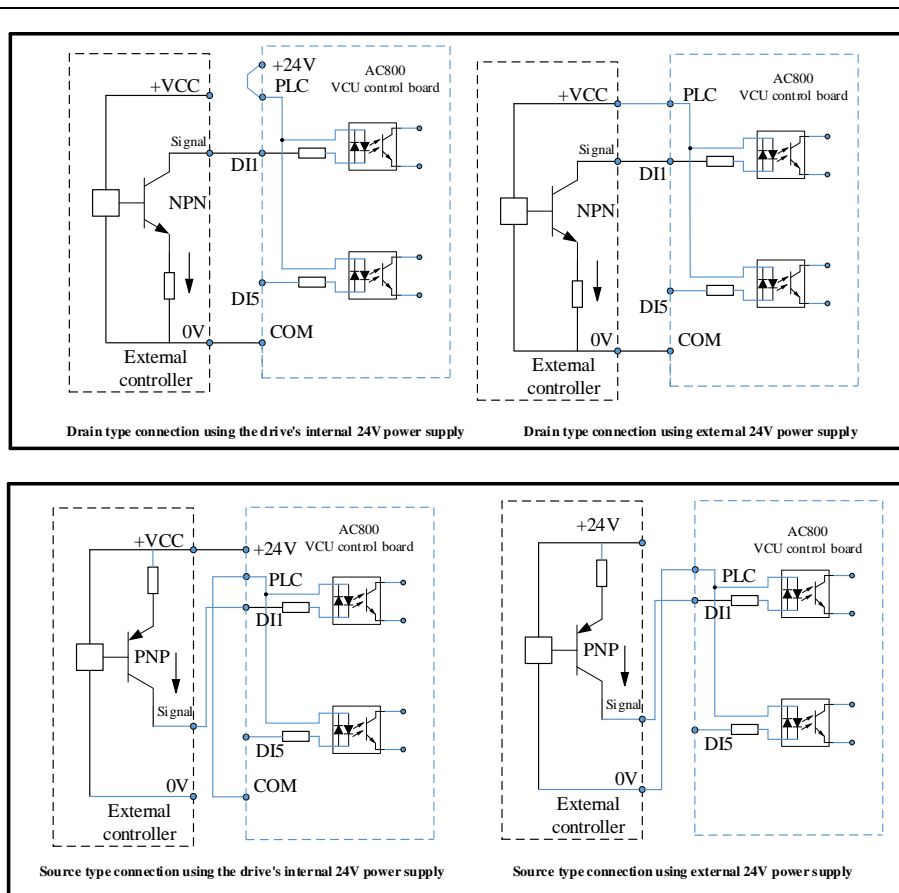 +24V
PLC
AC800
VCU control board
+VCC
Signal
DI1
NPN
DI5
0V
COM
External
controller
Drain type connection using the drive's internal 24V power supply
+VCC
PLC
AC800
VCU control board
Signal
DI1
NPN
DI5
0V
COM
External
controller
Drain type connection using external 24V power supply
+VCC
+24V
AC800
VCU control board
PLC
DI1
PNP
Signal
DI5
0V
COM
External
controller
Source type connection using the drive's internal 24V power supply
+24V
AC800
VCU control board
PLC
DI1
PNP
Signal
DI5
0V
External
controller
Source type connection using external 24V power supply